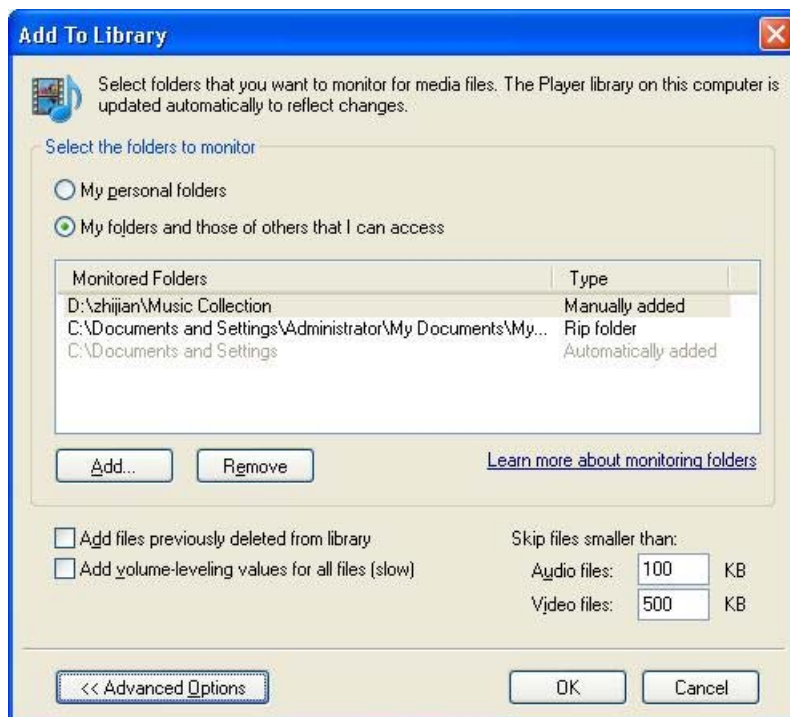 Add To Library
Select folders that you want to monitor for media files. The Player library on this computer is
updated automatically to reflect changes.
Select the folders to monitor
My personal folders
My folders and those of others that I can access
Monitored Folders Type
D:\zhijian\Music Collection Manually added
C:\Documents and Settings\Administrator\My Documents\My... Rip folder
C:\Documents and Settings Automatically added
Add... Remove Learn more about monitoring folders
Add files previously deleted from library Skip files smaller than:
Add volume-leveling values for all files (slow) Audio files: 100 KB
Video files: 500 KB
<< Advanced Options OK Cancel